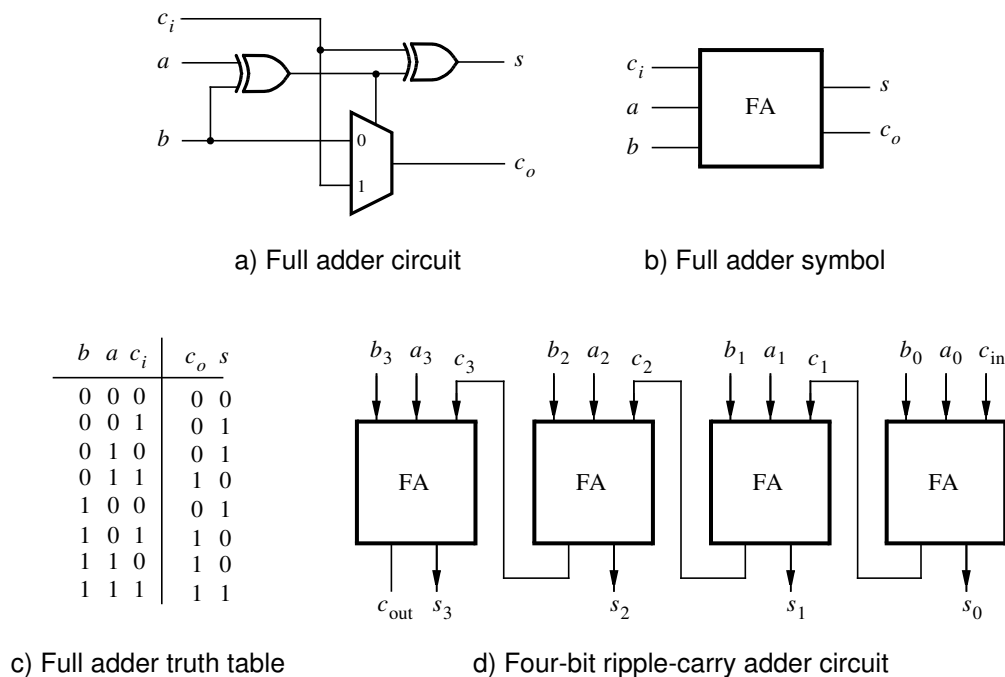 c_i
a
s
b
0
1
c_o
a) Full adder circuit
c_i
a
b
FA
s
c_o
b) Full adder symbol
b a c_i c_o s
0 0 0 0 0
0 0 1 0 1
0 1 0 0 1
0 1 1 1 0
1 0 0 0 1
1 0 1 1 0
1 1 0 1 0
1 1 1 1 1
c) Full adder truth table
b_3 a_3 c_3 b_2 a_2 c_2 b_1 a_1 c_1 b_0 a_0 c_in
FA FA FA FA
c_out s_3 s_2 s_1 s_0
d) Four-bit ripple-carry adder circuit